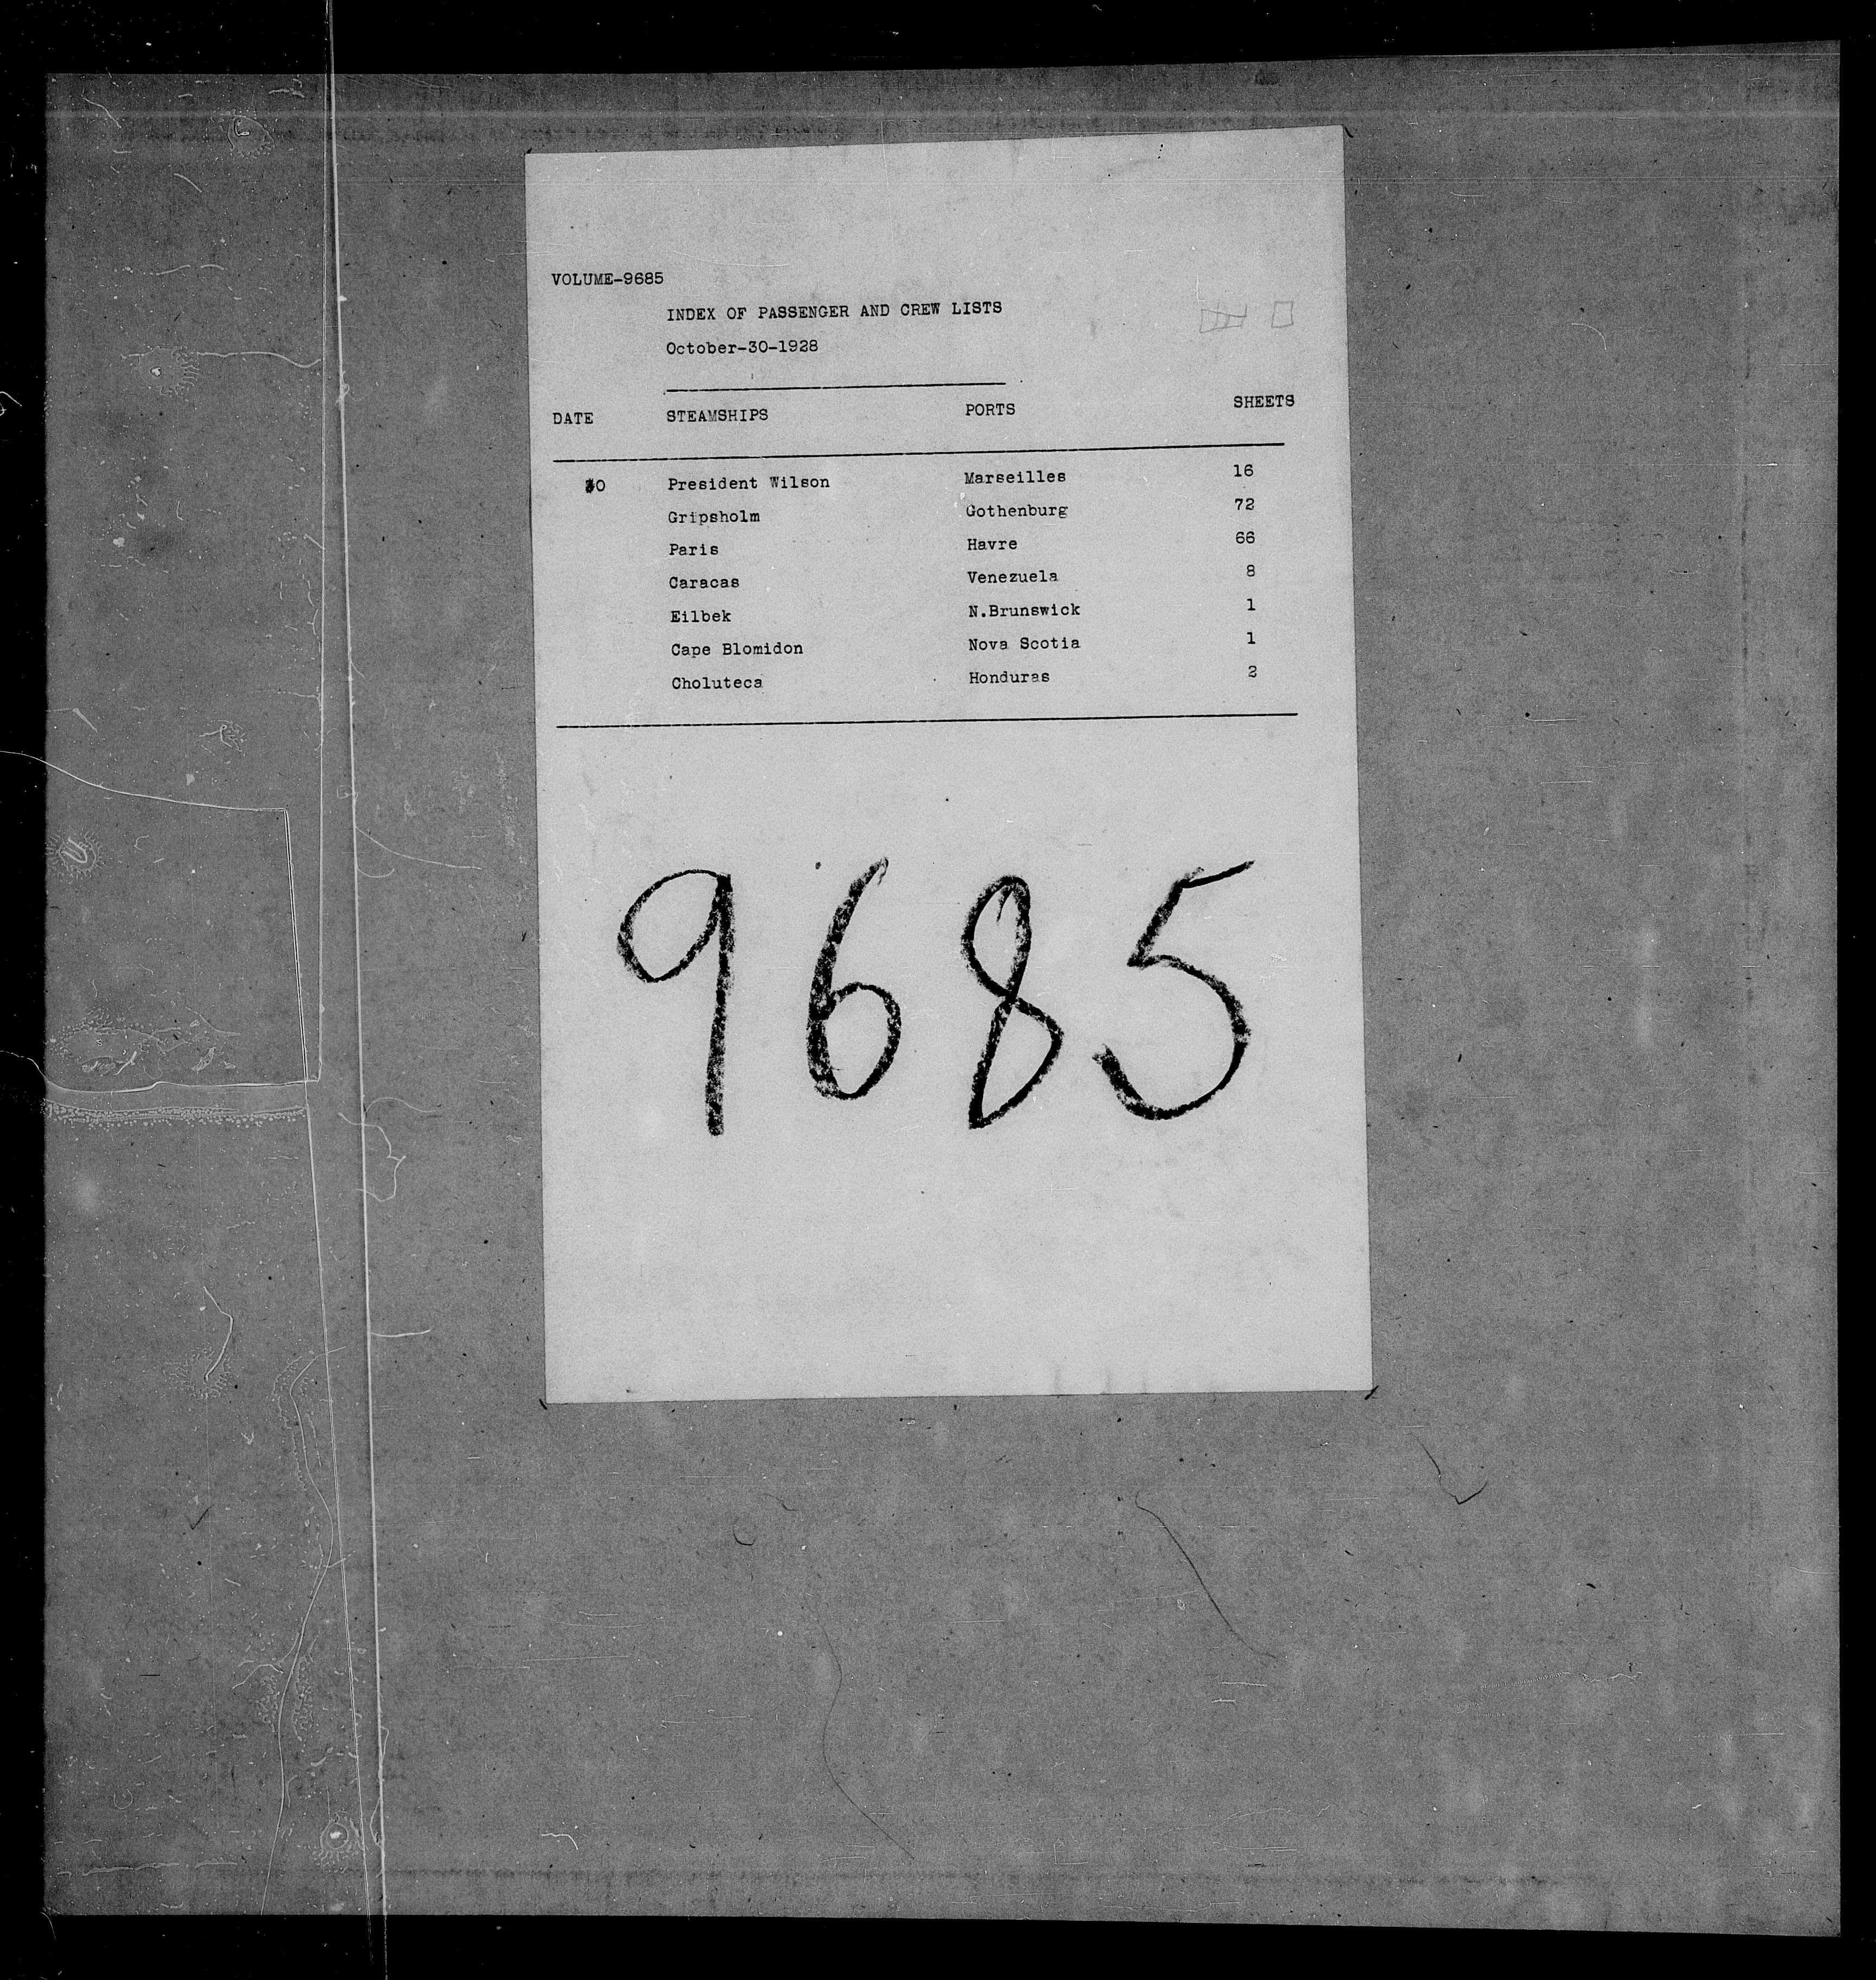 VOLUME-9685
INDEX OF PASSENGER AND CREW LISTS
October-30-1928
DATE STEAMSHIPS PORTS SHEETS
30 President Wilson Marseilles 16
Gripsholm Gothenburg 72
Paris Havre 66
Caracas Venezuela 8
Eilbek N.Brunswick 1
Cape Blomidon Nova Scotia 1
Choluteca Honduras 2
9685